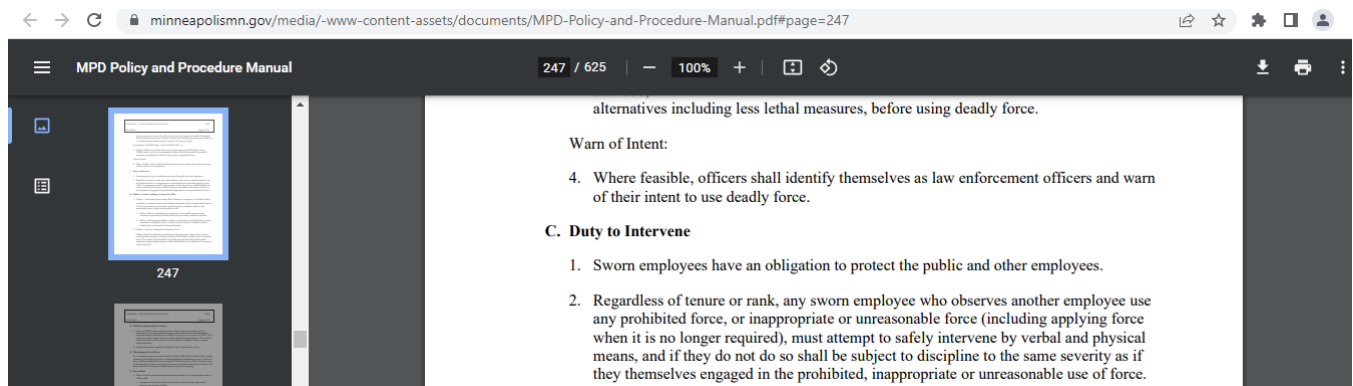 minneapolismn.gov/media/-www-content-assets/documents/MPD-Policy-and-Procedure-Manual.pdf#page=247
MPD Policy and Procedure Manual
247 / 625
100%
alternatives including less lethal measures, before using deadly force.
Warn of Intent:
4. Where feasible, officers shall identify themselves as law enforcement officers and warn
of their intent to use deadly force.
C. Duty to Intervene
1. Sworn employees have an obligation to protect the public and other employees.
2. Regardless of tenure or rank, any sworn employee who observes another employee use
any prohibited force, or inappropriate or unreasonable force (including applying force
when it is no longer required), must attempt to safely intervene by verbal and physical
means, and if they do not do so shall be subject to discipline to the same severity as if
they themselves engaged in the prohibited, inappropriate or unreasonable use of force.
247